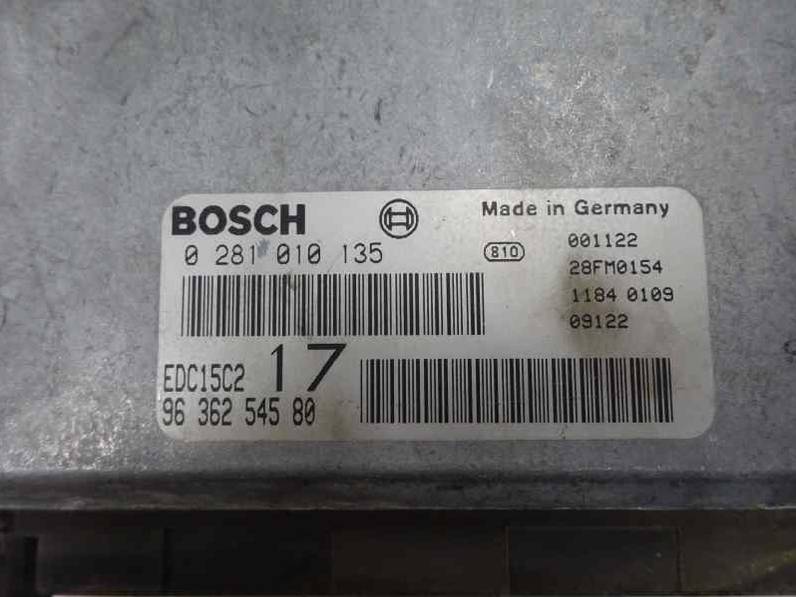 BOSCH
Made in Germany
0 281 010 135
810
001122
28FM0154
1184 0109
09122
EDC15C2 17
96 362 545 80